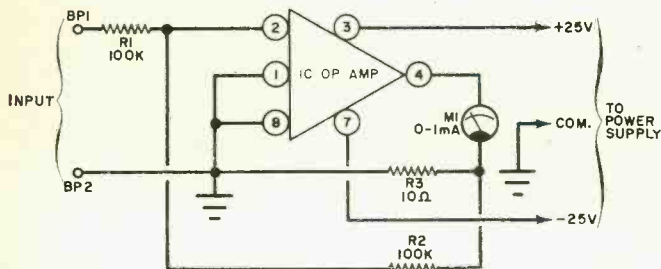 BP1
R1
100K
2
3
+25V
INPUT
1
IC OP AMP
4
8
7
M1
0-1mA
COM.
TO
POWER
SUPPLY
BP2
R3
10Ω
-25V
R2
100K